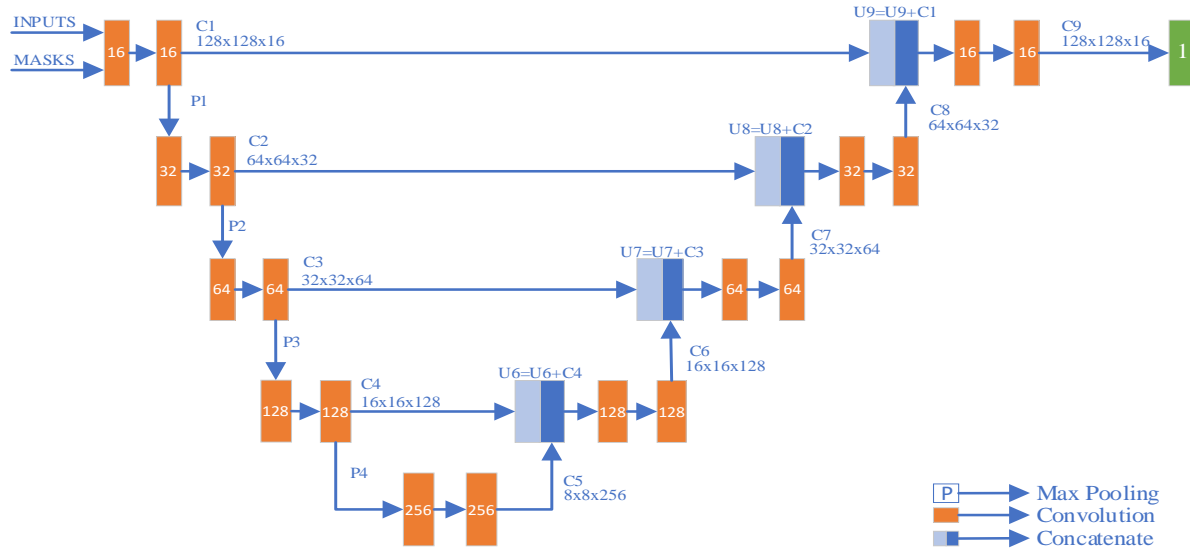 INPUTS
MASKS
16
16
C1
128x128x16
U9=U9+C1
16
16
C9
128x128x16
1
P1
C8
64x64x32
32
32
C2
64x64x32
U8=U8+C2
32
32
P2
C7
32x32x64
64
64
C3
32x32x64
U7=U7+C3
64
64
P3
C6
16x16x128
128
128
C4
16x16x128
U6=U6+C4
128
128
P4
256
256
C5
8x8x256
P
Max Pooling
Convolution
Concatenate